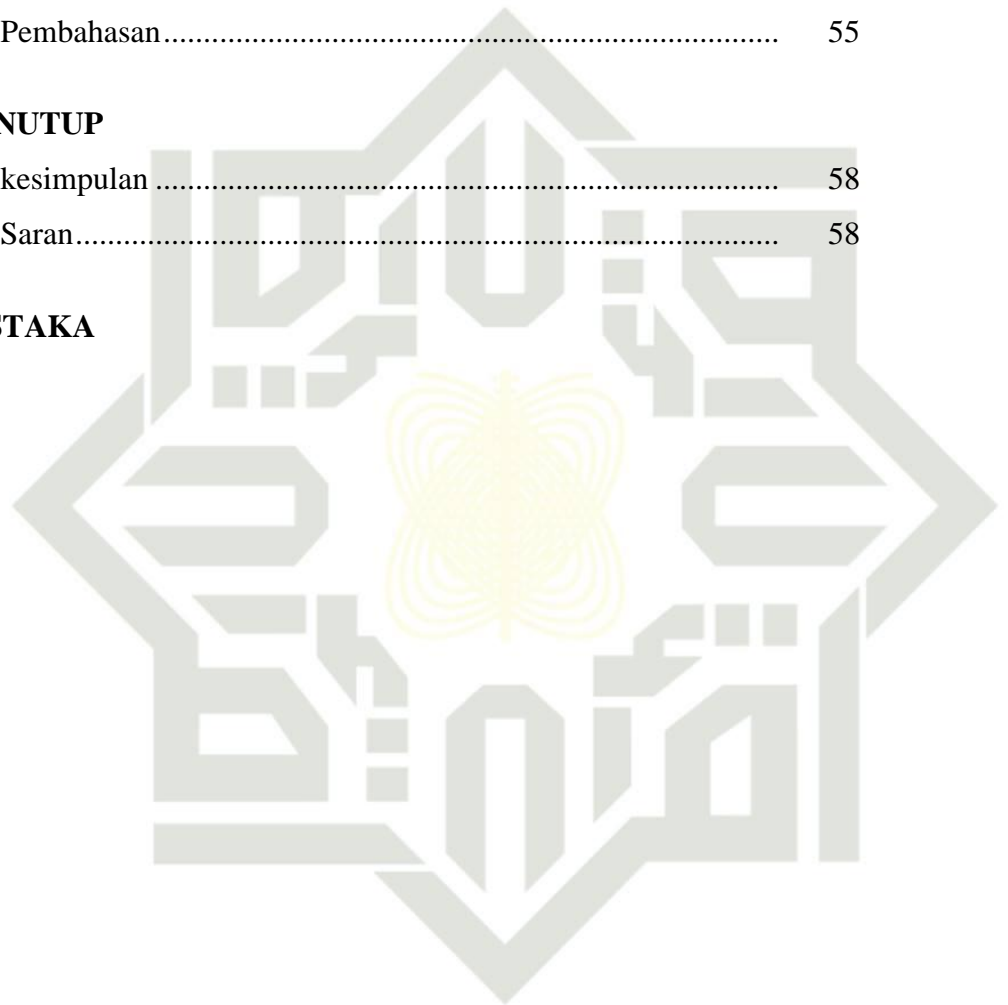 Pembahasan............................................................................ 55
NUTUP
kesimpulan ............................................................................. 58
Saran....................................................................................... 58
STAKA